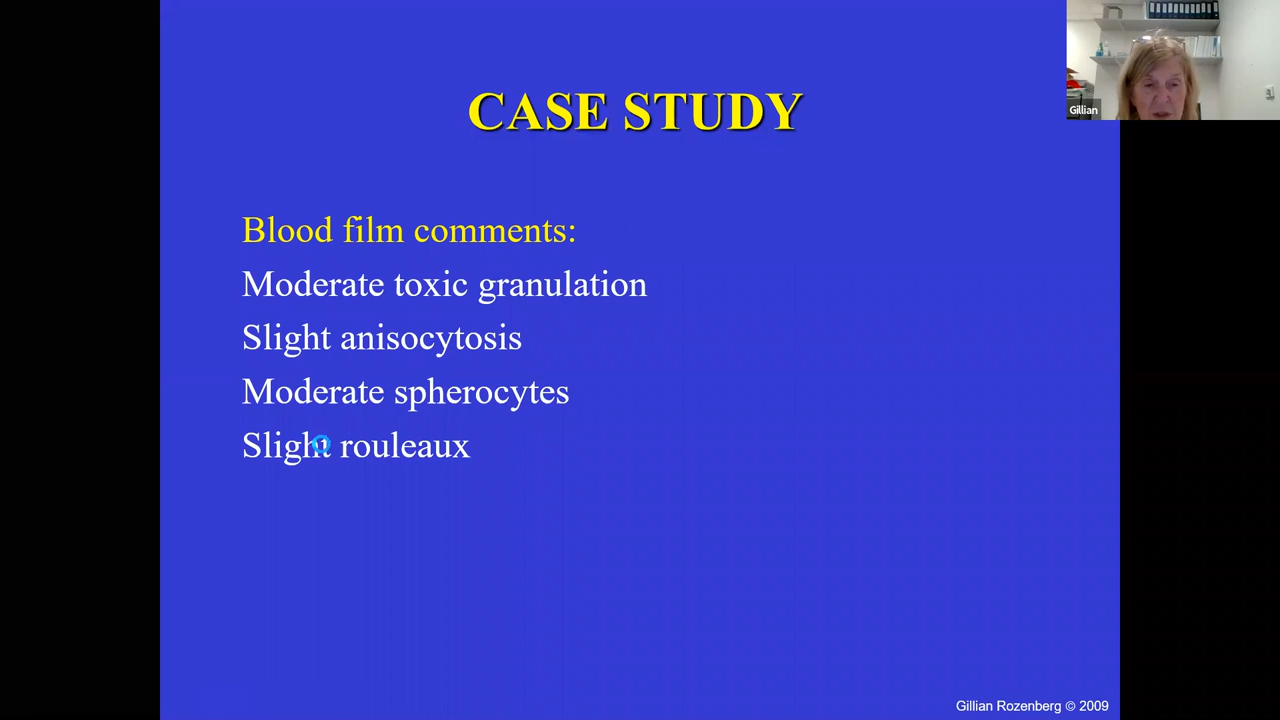 CASE STUDY
Gillian
Blood film comments:
Moderate toxic granulation
Slight anisocytosis
Moderate spherocytes
Slight rouleaux
Gillian Rozenberg © 2009